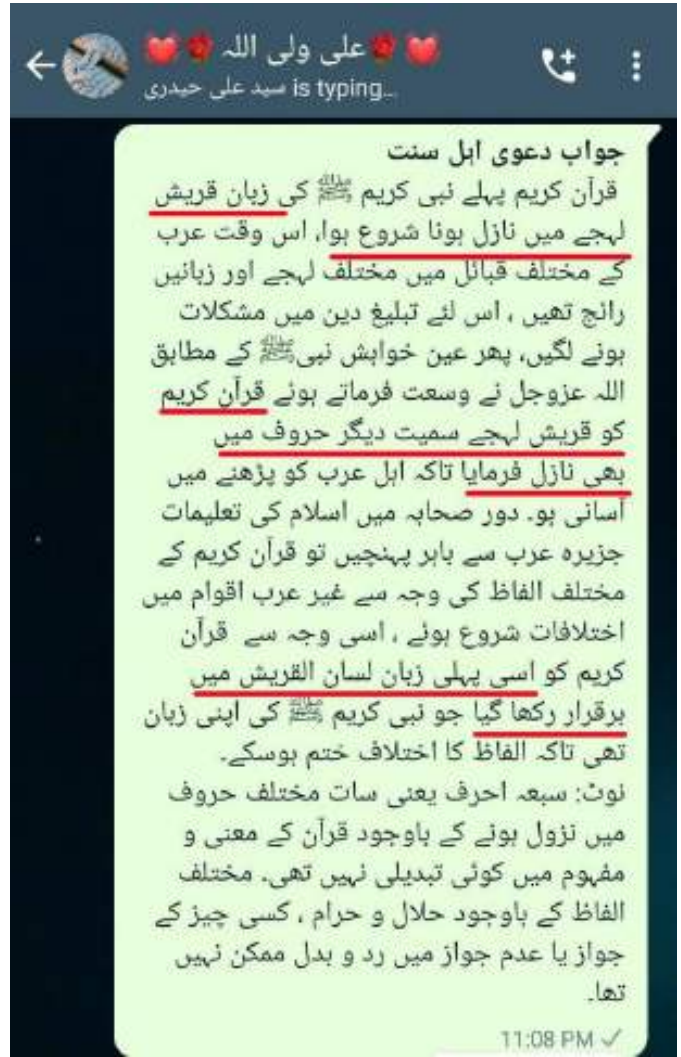 ❤️🌹علی ولی اللہ🌹❤️
سید علی حیدری is typing...
جواب دعوی اہل سنت
قرآن کریم پہلے نبی کریم ﷺ کی زبان قریش
لہجے میں نازل ہونا شروع ہوا، اس وقت عرب
کے مختلف قبائل میں مختلف لہجے اور زبانیں
رائج تھیں ، اس لئے تبلیغ دین میں مشکلات
ہونے لگیں، پھر عین خواہش نبیﷺ کے مطابق
اللہ عزوجل نے وسعت فرماتے ہوئے قرآن کریم
کو قریش لہجے سمیت دیگر حروف میں
بھی نازل فرمایا تاکہ اہل عرب کو پڑھنے میں
آسانی ہو۔ دور صحابہ میں اسلام کی تعلیمات
جزیرہ عرب سے باہر پہنچیں تو قرآن کریم کے
مختلف الفاظ کی وجہ سے غیر عرب اقوام میں
اختلافات شروع ہوئے ، اسی وجہ سے قرآن
کریم کو اسی پہلی زبان لسان القریش میں
برقرار رکھا گیا جو نبی کریم ﷺ کی اپنی زبان
تھی تاکہ الفاظ کا اختلاف ختم ہوسکے۔
نوٹ: سبعہ احرف یعنی سات مختلف حروف
میں نزول ہونے کے باوجود قرآن کے معنی و
مفہوم میں کوئی تبدیلی نہیں تھی۔ مختلف
الفاظ کے باوجود حلال و حرام ، کسی چیز کے
جواز یا عدم جواز میں رد و بدل ممکن نہیں
تھا۔
11:08 PM ✓